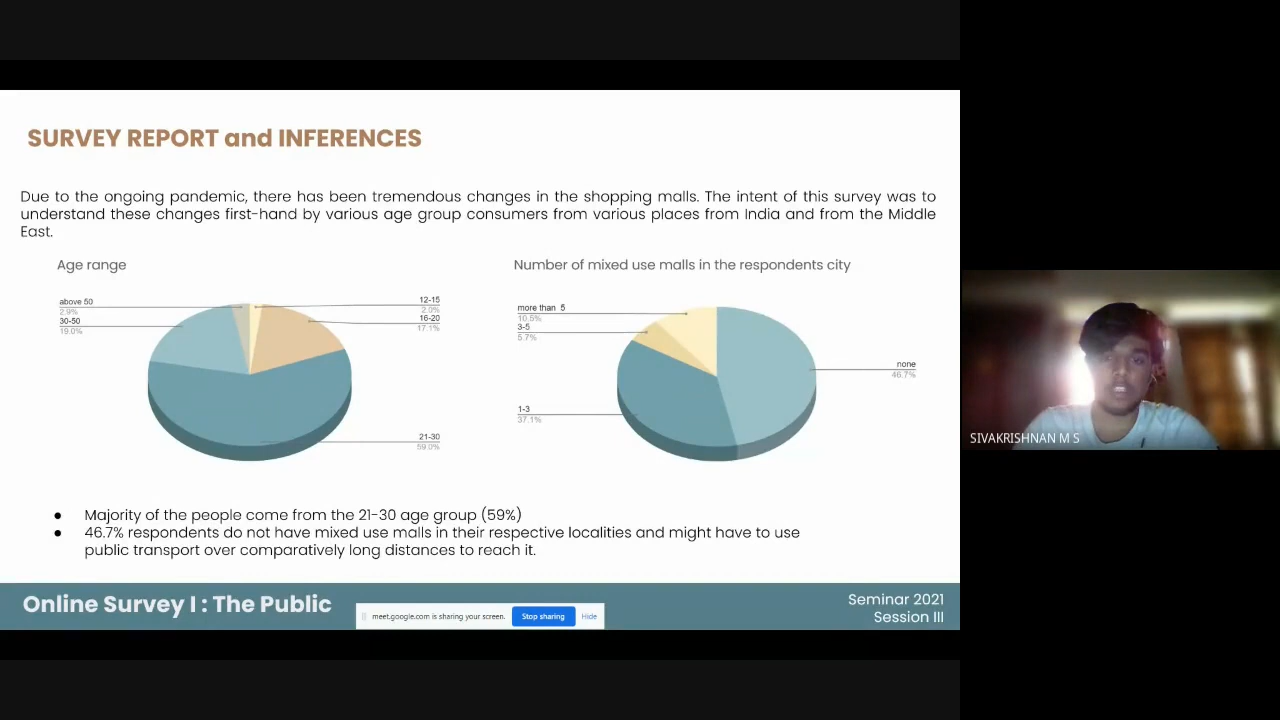 SURVEY REPORT and INFERENCES
Due to the ongoing pandemic, there has been tremendous changes in the shopping malls. The intent of this survey was to
understand these changes first-hand by various age group consumers from various places from India and from the Middle
East.
Age range
above 50
2.9%
30-50
19.0%
12-15
2.0%
16-20
17.1%
21-30
59.0%
Number of mixed use malls in the respondents city
more than 5
10.5%
3-5
5.7%
1-3
37.1%
none
46.7%
● Majority of the people come from the 21-30 age group (59%)
● 46.7% respondents do not have mixed use malls in their respective localities and might have to use
public transport over comparatively long distances to reach it.
Online Survey I : The Public
meet.google.com is sharing your screen.
Stop sharing
Hide
Seminar 2021
Session III
SIVAKRISHNAN M S